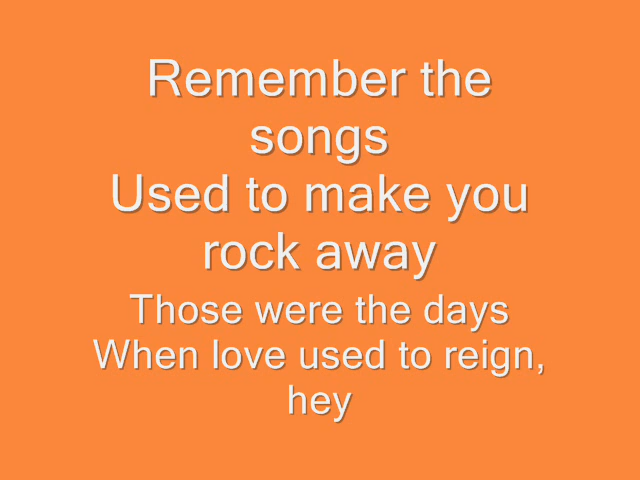 Remember the
songs
Used to make you
rock away
Those were the days
When love used to reign,
hey